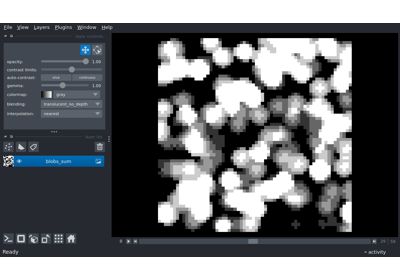 File View Layers Plugins Window Help
opacity: 1.00
contrast limits:
auto-contrast: once continuous
gamma: 1.00
colormap: gray
blending: translucent_no_depth
interpolation: nearest
blobs_sum
Ready
activity